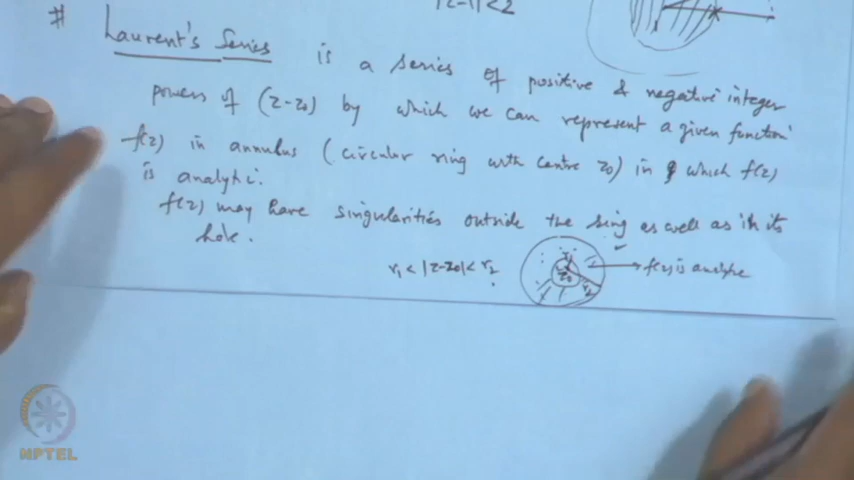 |z-1|<2
# Laurent's Series is a series of positive & negative integer
powers of (z-z0) by which we can represent a given function
f(z) in annulus (circular ring with centre z0) in which f(z)
is analytic.
f(z) may have singularities outside the ring as well as in its
hole.
r1 < |z-z0| < r2
z0
r2
f(z) is analytic
NPTEL